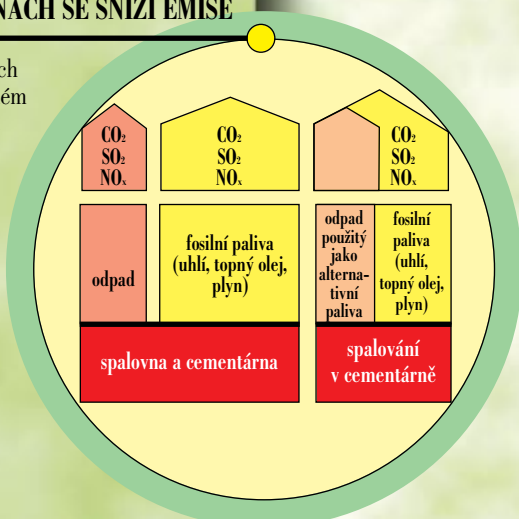 NÁCH SE SNÍŽÍ EMISE
ch
ém
CO₂
SO₂
NOₓ
CO₂
SO₂
NOₓ
CO₂
SO₂
NOₓ
odpad
fosilní paliva
(uhlí, topný olej,
plyn)
odpad
použitý
jako
alterna-
tivní
paliva
fosilní
paliva
(uhlí,
topný olej,
plyn)
spalovna a cementárna
spalování
v cementárně